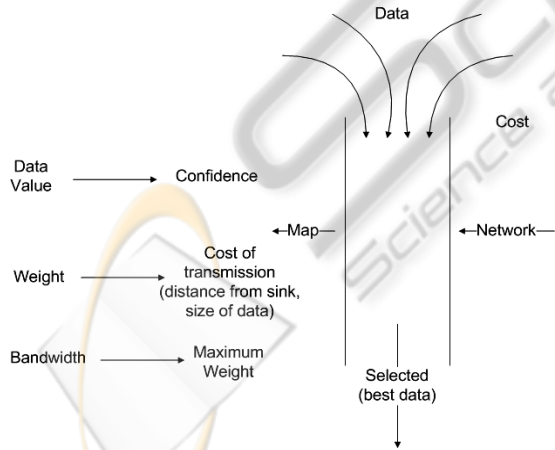 Data
Cost
Data
Value
Confidence
Map
Network
Weight
Cost of
transmission
(distance from sink,
size of data)
Bandwidth
Maximum
Weight
Selected
(best data)
Science a